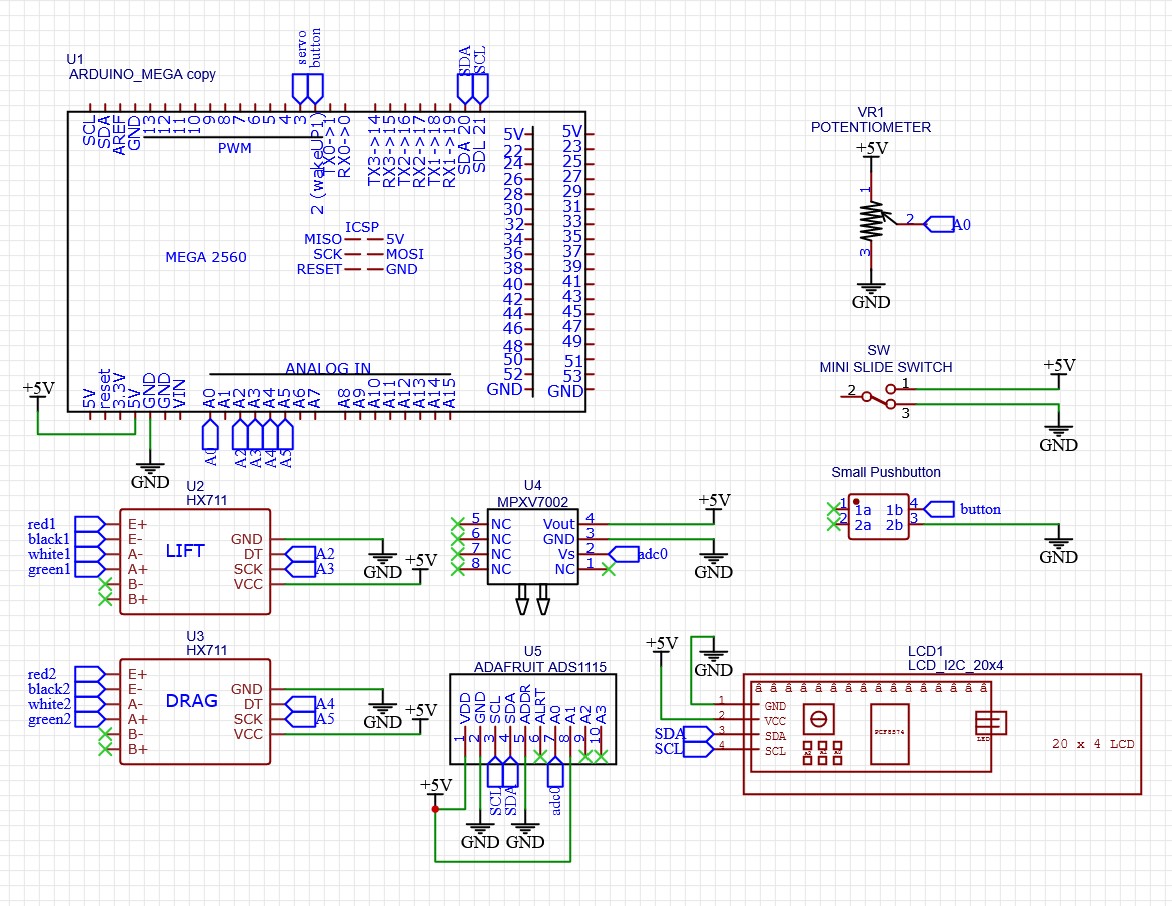 servo
button
SDA
SCL
U1
ARDUINO_MEGA copy
SCL
SDA
AREF
GND
13
12
11
10
9
8
7
6
5
4
3
2 (wakeUP1)
TX0->1
RX0->0
TX3->14
RX3->15
TX2->16
RX2->17
TX1->18
RX1->19
SDA 20
SDL 21
PWM
5V 5V
22 23
24 25
26 27
28 29
30 31
32 33
34 35
36 37
38 39
40 41
42 43
44 45
46 47
48 49
50 51
52 53
GND GND
ICSP
MISO 5V
SCK MOSI
RESET GND
MEGA 2560
ANALOG IN
5V
reset
3.3V
5V
GND
GND
VIN
A0
A1
A2
A3
A4
A5
A6
A7
A8
A9
A10
A11
A12
A13
A14
A15
+5V
GND
A0
A2
A3
A4
A5
VR1
POTENTIOMETER
+5V
1
2
A0
3
GND
SW
MINI SLIDE SWITCH
+5V
2
1
3
GND
Small Pushbutton
1 1a 1b 4 button
2 2a 2b 3
GND
U2
HX711
red1 E+
black1 E- GND
white1 A- LIFT DT A2
green1 A+ SCK A3
B- VCC
B+
GND
+5V
U4
MPXV7002
5 NC Vout 4
6 NC GND 3
7 NC Vs 2 adc0
8 NC NC 1
+5V
GND
U3
HX711
red2 E+
black2 E- GND
white2 A- DRAG DT A4
green2 A+ SCK A5
B- VCC
B+
GND
+5V
U5
ADAFRUIT ADS1115
VDD
GND
SCL
SDA
ADDR
ALRT
A0
A1
A2
A3
1
2
3
4
5
6
7
8
9
10
+5V
SCL
SDA
adc0
GND
GND
+5V
GND
LCD1
LCD_I2C_20x4
1 GND
2 VCC
SDA 3 SDA
SCL 4 SCL
PCF8574
LED
20 x 4 LCD